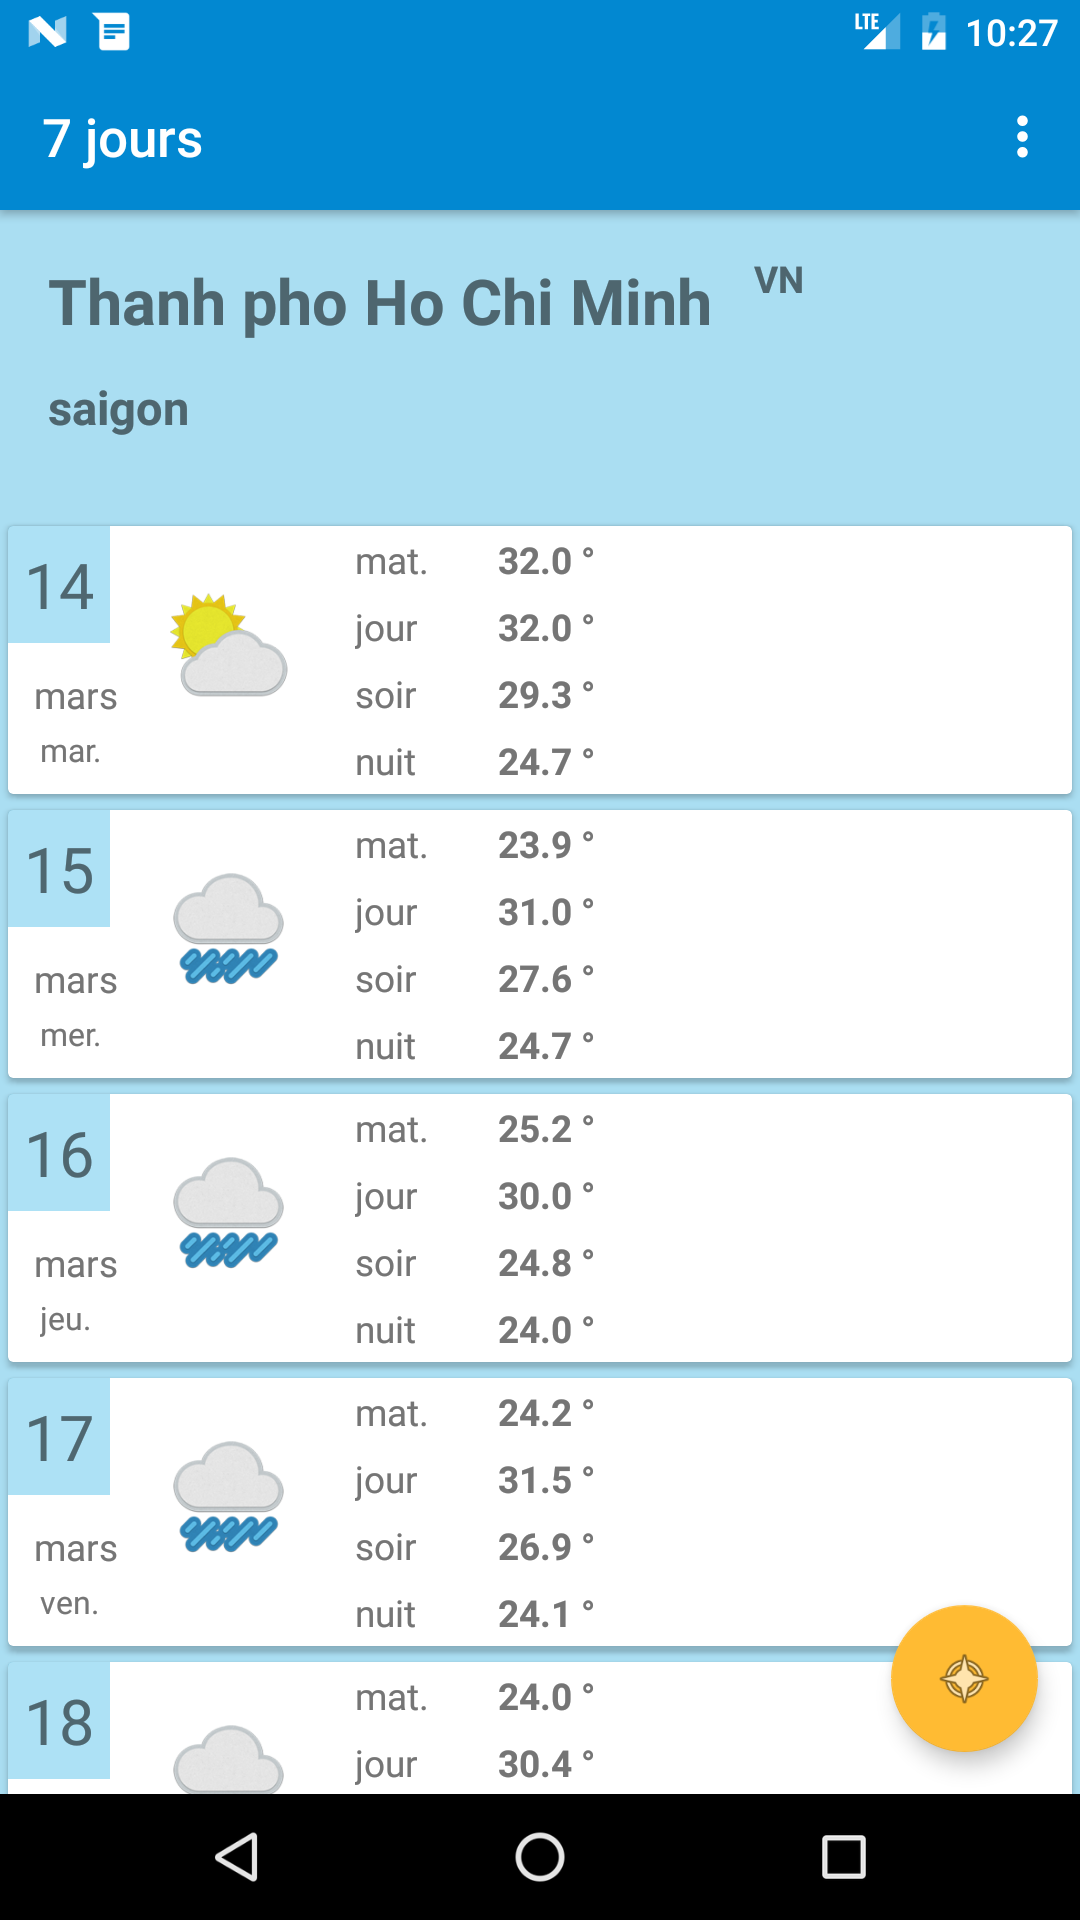 LTE 10:27
7 jours
Thanh pho Ho Chi Minh VN
saigon
14
mars
mar.
mat. 32.0 °
jour 32.0 °
soir 29.3 °
nuit 24.7 °
15
mars
mer.
mat. 23.9 °
jour 31.0 °
soir 27.6 °
nuit 24.7 °
16
mars
jeu.
mat. 25.2 °
jour 30.0 °
soir 24.8 °
nuit 24.0 °
17
mars
ven.
mat. 24.2 °
jour 31.5 °
soir 26.9 °
nuit 24.1 °
18
mat. 24.0 °
jour 30.4 °